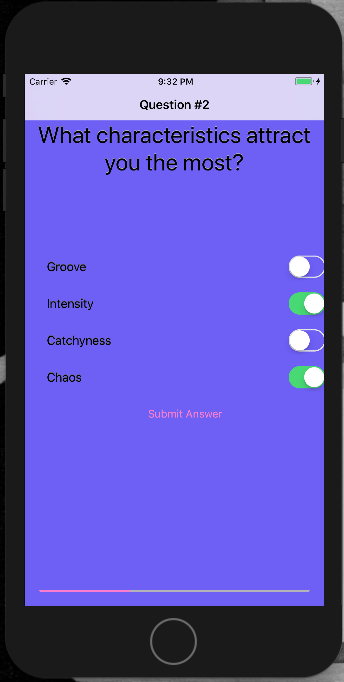 Carrier 9:32 PM
Question #2
What characteristics attract
you the most?
Groove
Intensity
Catchyness
Chaos
Submit Answer